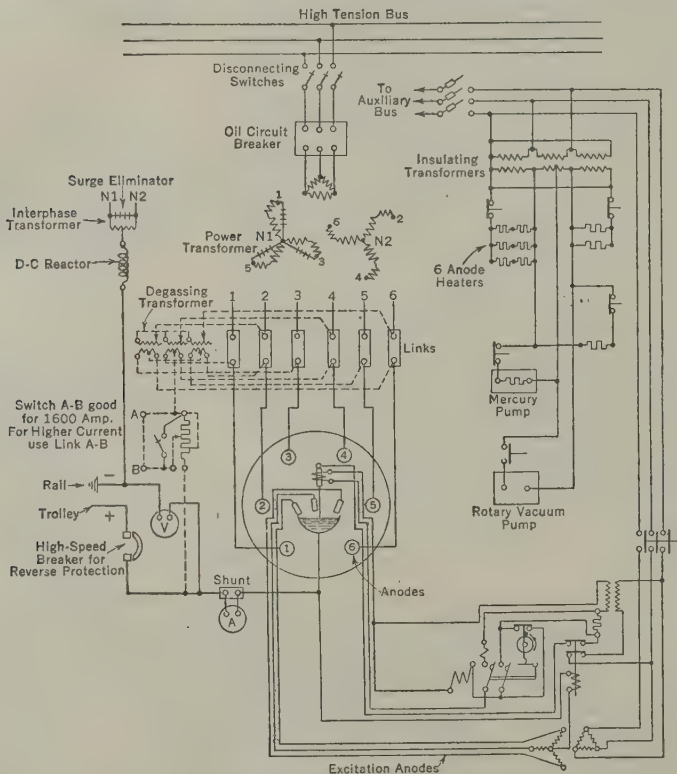 High Tension Bus
Disconnecting
Switches
To
Auxiliary
Bus
Oil Circuit
Breaker
Insulating
Transformers
Surge Eliminator
N1 N2
Interphase
Transformer
1
2
Power
Transformer
N1
6
N2
5
3
4
D-C Reactor
6 Anode
Heaters
Degassing
Transformer
1 2 3 4 5 6
Links
Mercury
Pump
Switch A-B good
for 1600 Amp.
For Higher Current
use Link A-B
A
B
3
4
2
5
1
6
Rail
−
Trolley
+
V
Rotary Vacuum
Pump
High-Speed
Breaker for
Reverse Protection
Shunt
A
Anodes
Excitation Anodes